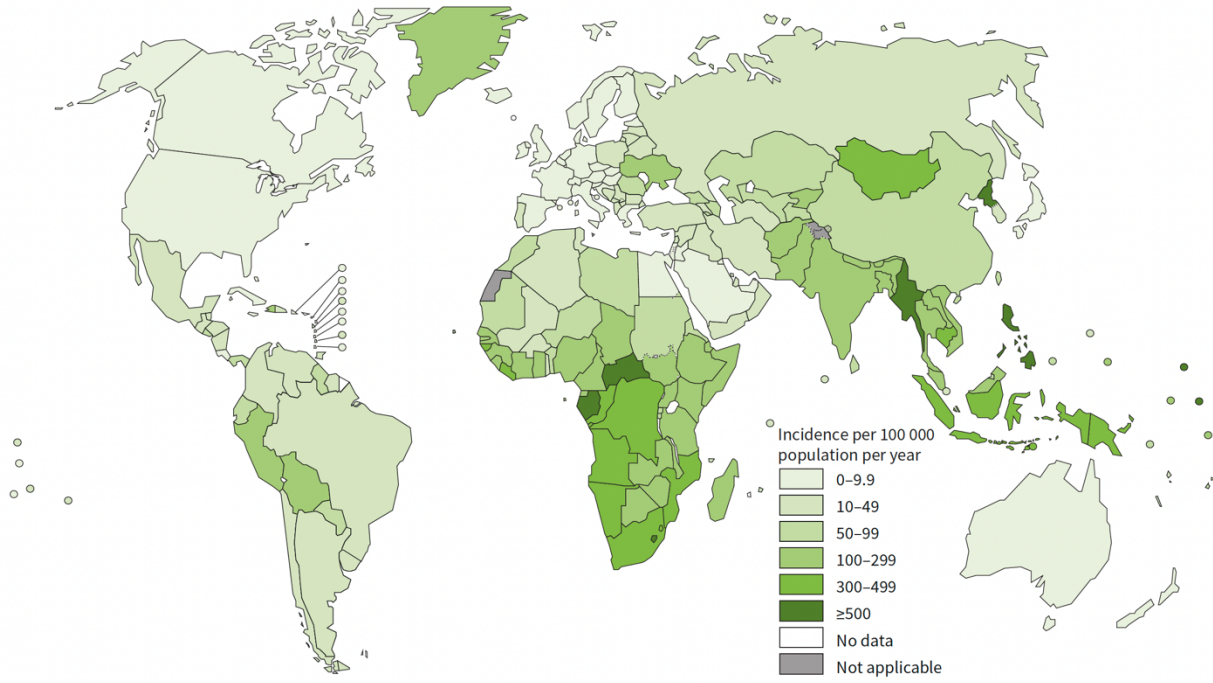 Incidence per 100 000
population per year
0–9.9
10–49
50–99
100–299
300–499
≥500
No data
Not applicable